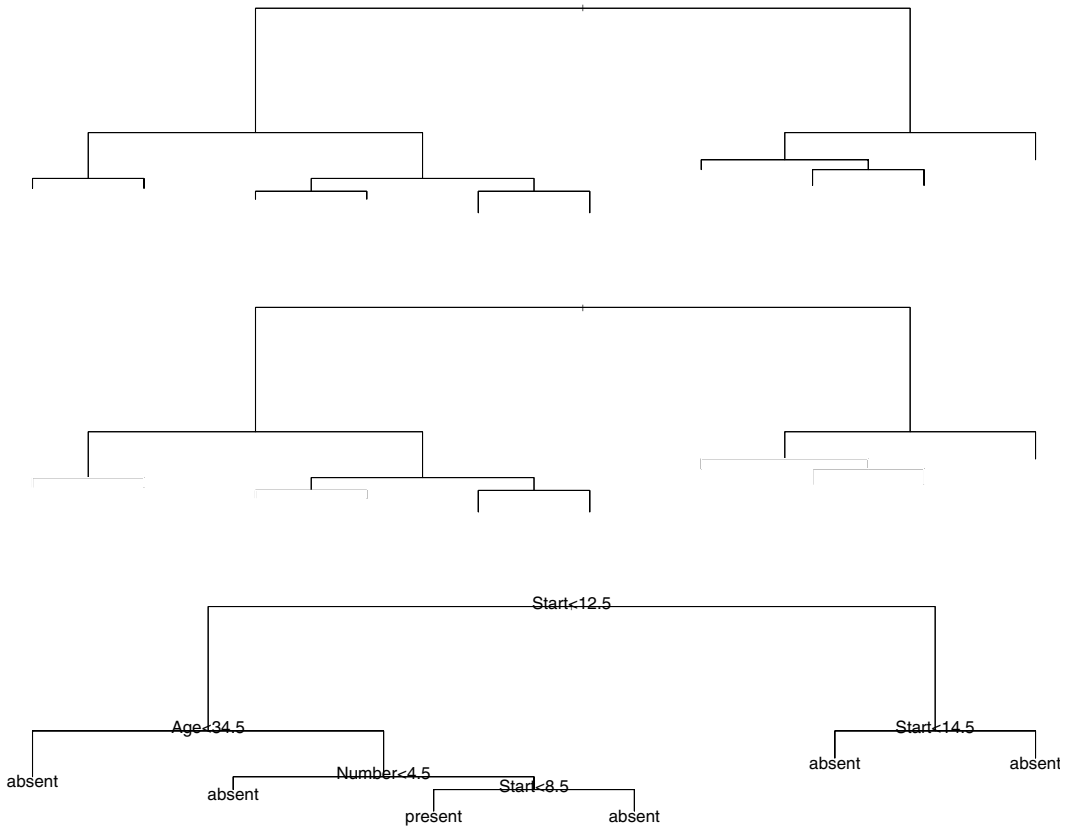 Start<12.5
Age<34.5
Start<14.5
absent
Number<4.5
absent
Start<8.5
absent
absent
present
absent